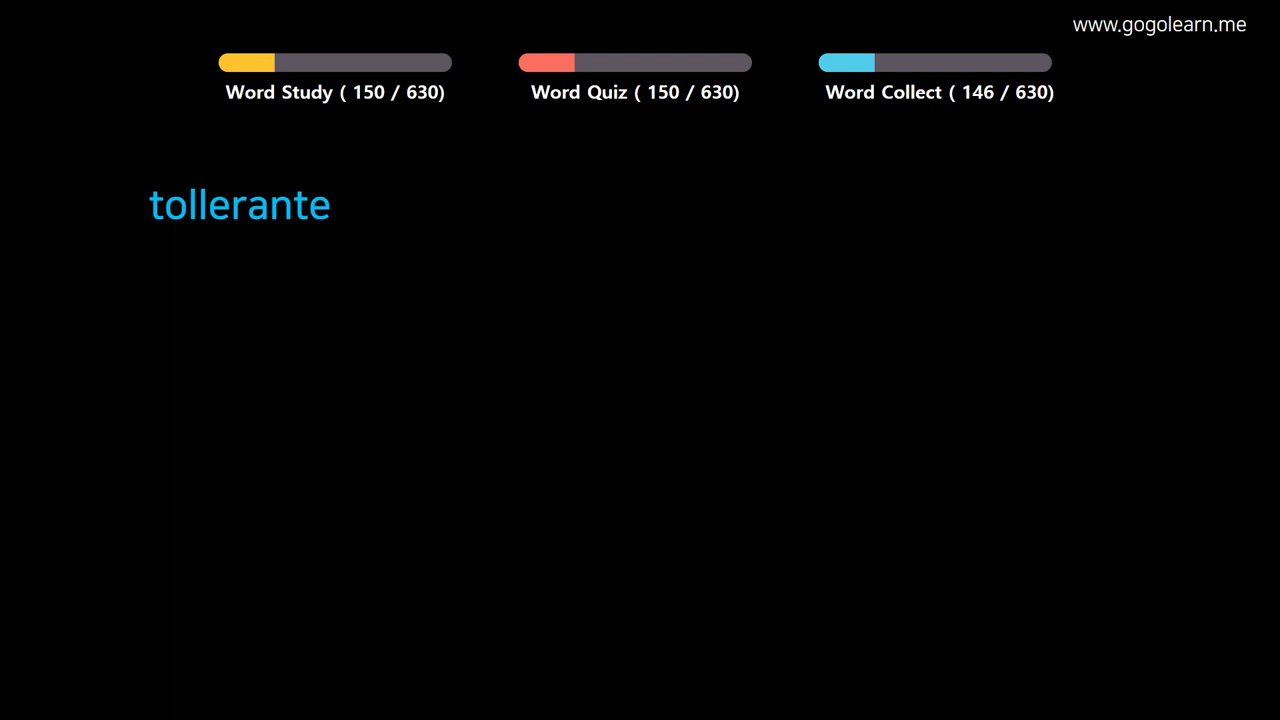 www.gogolearn.me
Word Study ( 150 / 630)
Word Quiz ( 150 / 630)
Word Collect ( 146 / 630)
tollerante